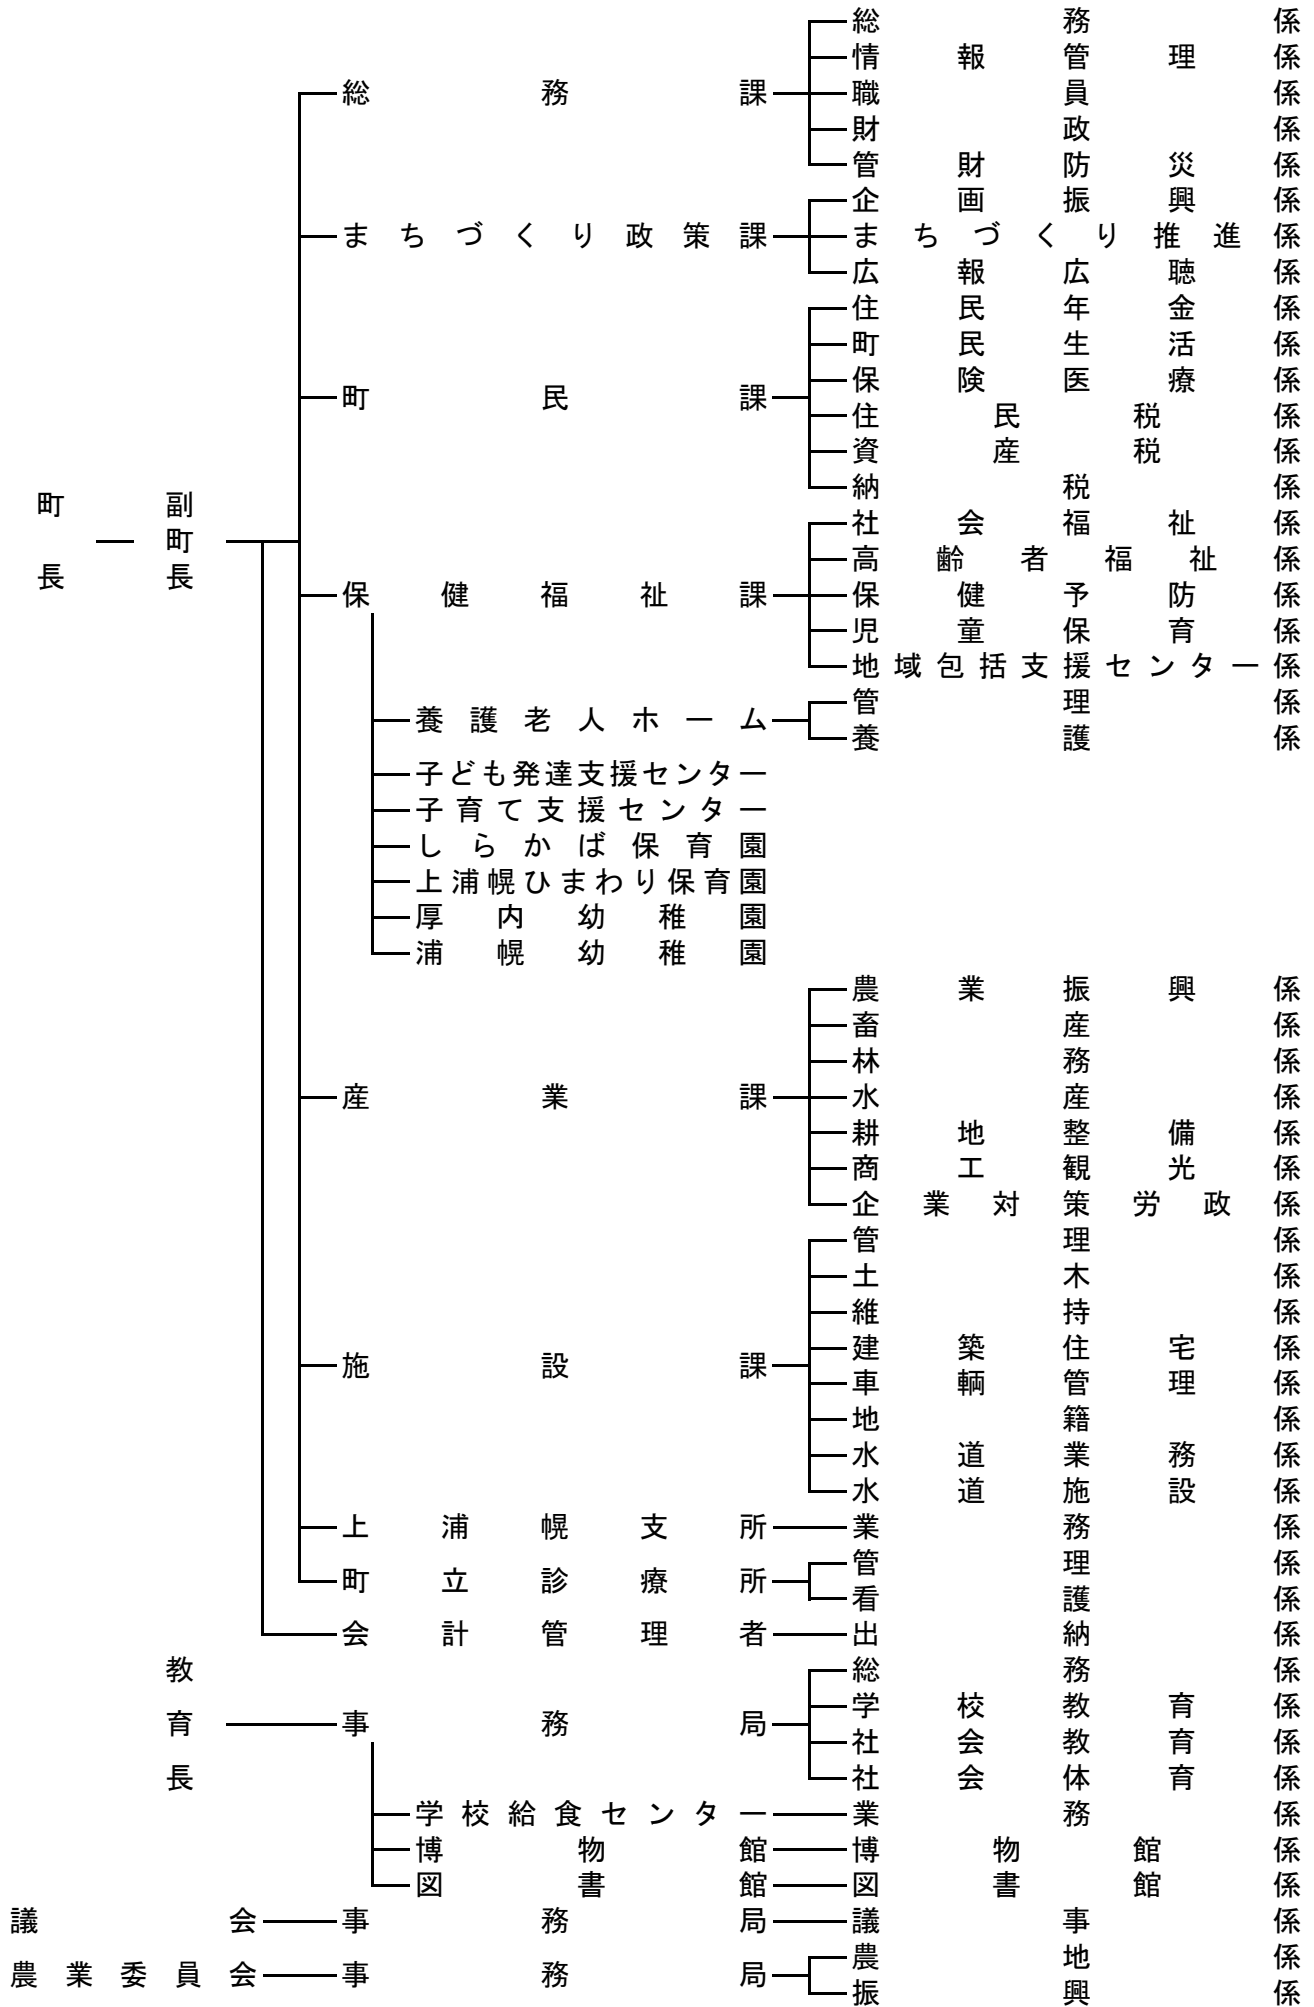 総務係
情報管理係
総務課
職員係
財政係
管財防災係
企画振興係
まちづくり政策課
まちづくり推進係
広報広聴係
住民年金係
町民生活係
保険医療係
町民課
住民税係
資産税係
納税係
町長
副町長
社会福祉係
高齢者福祉係
保健福祉課
保健予防係
児童保育係
地域包括支援センター係
養護老人ホーム
管理係
養護係
子ども発達支援センター
子育て支援センター
しらかば保育園
上浦幌ひまわり保育園
厚内幼稚園
浦幌幼稚園
農業振興係
畜産係
林務係
産業課
水産係
耕地整備係
商工観光係
企業対策労政係
管理係
土木係
維持係
建築住宅係
施設課
車輌管理係
地籍係
水道業務係
水道施設係
上浦幌支所
業務係
町立診療所
管理係
看護係
会計管理者
出納係
教育長
事務局
総務係
学校教育係
社会教育係
社会体育係
学校給食センター
業務係
博物館
博物館係
図書館
図書館係
議会
事務局
議事係
農業委員会
事務局
農地係
振興係